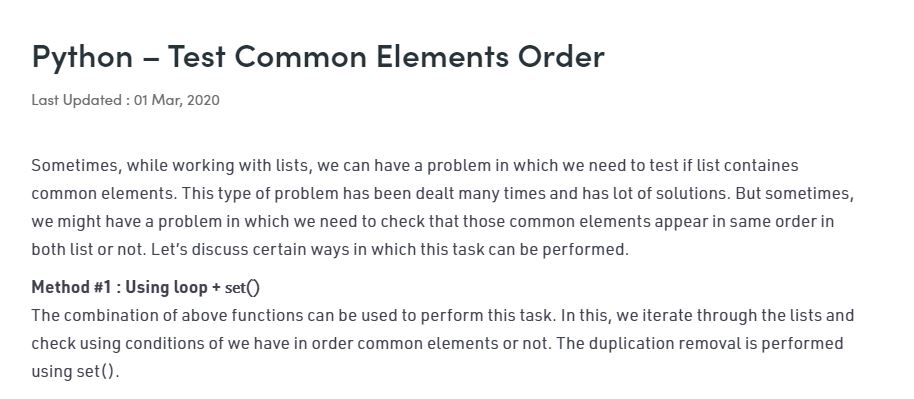 Python – Test Common Elements Order
Last Updated : 01 Mar, 2020
Sometimes, while working with lists, we can have a problem in which we need to test if list containes
common elements. This type of problem has been dealt many times and has lot of solutions. But sometimes,
we might have a problem in which we need to check that those common elements appear in same order in
both list or not. Let's discuss certain ways in which this task can be performed.
Method #1 : Using loop + set()
The combination of above functions can be used to perform this task. In this, we iterate through the lists and
check using conditions of we have in order common elements or not. The duplication removal is performed
using set().